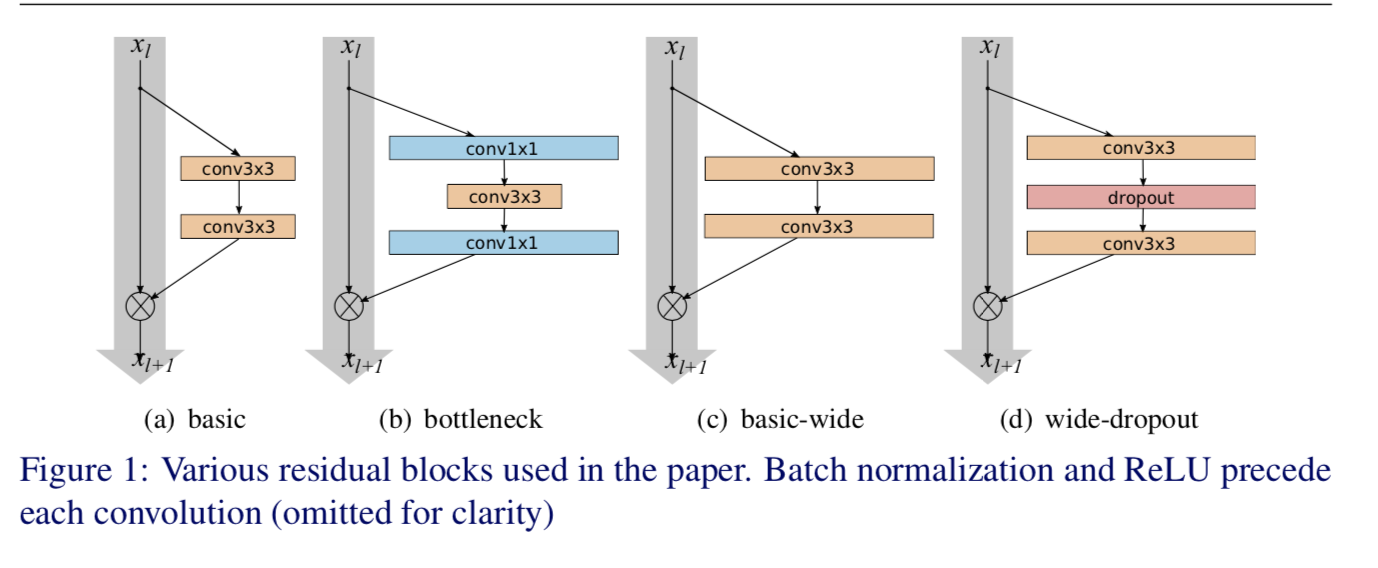 x_l x_l x_l x_l
conv1x1 conv3x3
conv3x3 conv3x3 dropout
conv3x3 conv3x3
conv3x3 conv1x1 conv3x3
x_{l+1} x_{l+1} x_{l+1} x_{l+1}
(a) basic (b) bottleneck (c) basic-wide (d) wide-dropout
Figure 1: Various residual blocks used in the paper. Batch normalization and ReLU precede
each convolution (omitted for clarity)